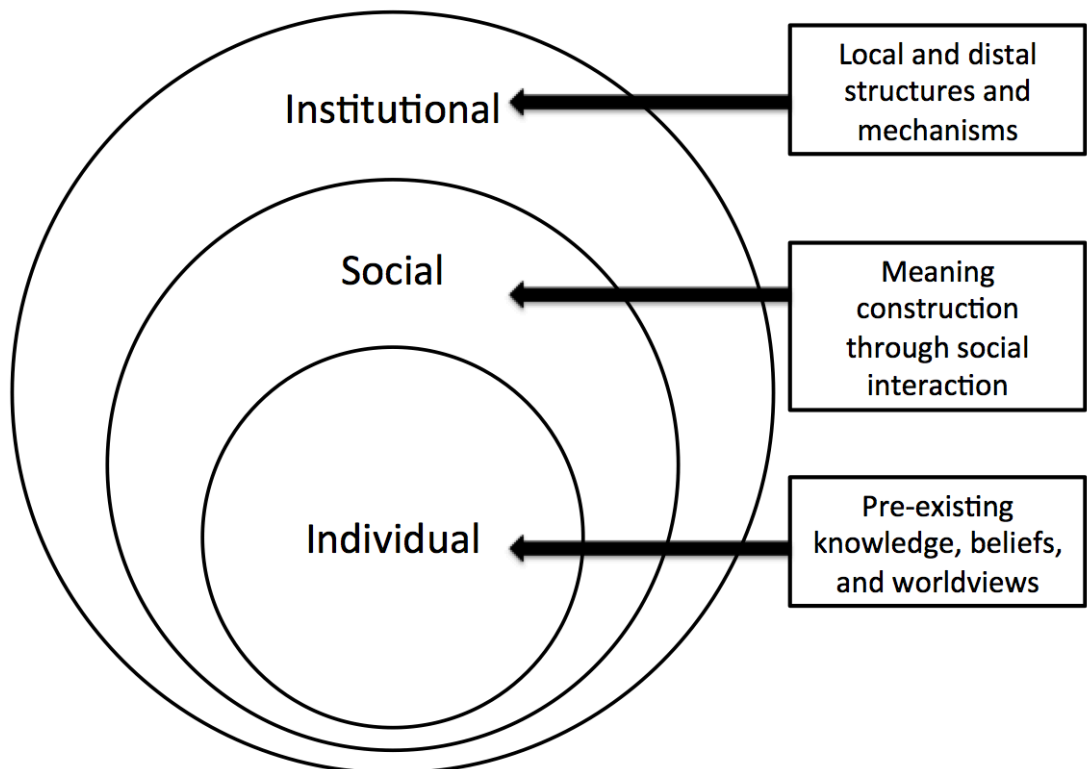 Institutional
Local and distal
structures and
mechanisms
Social
Meaning
construction
through social
interaction
Individual
Pre-existing
knowledge, beliefs,
and worldviews